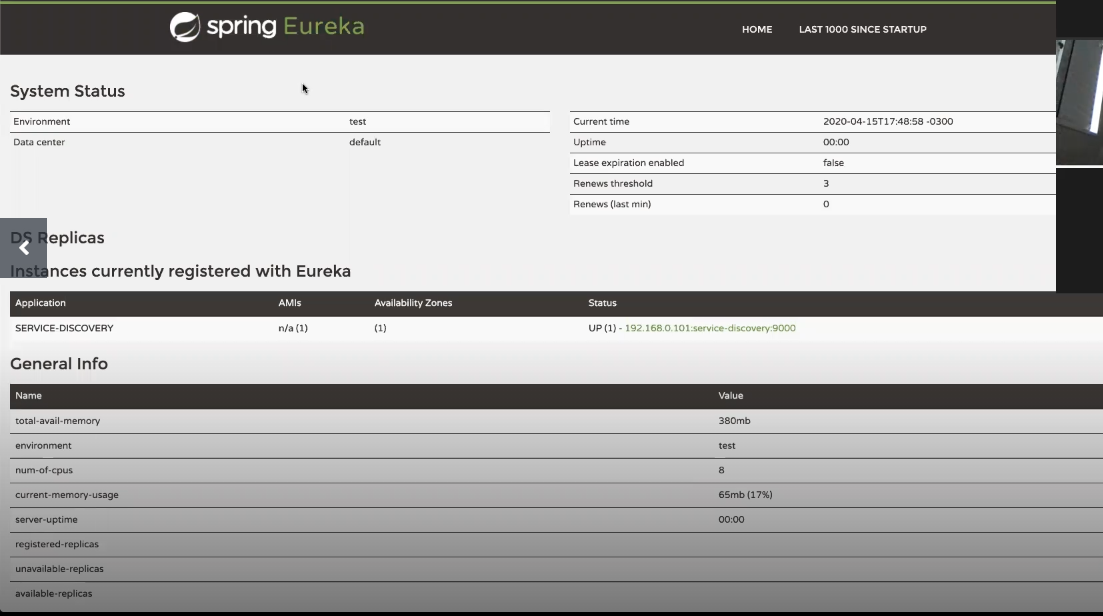 spring Eureka
HOME LAST 1000 SINCE STARTUP
System Status
Environment test
Data center default
Current time 2020-04-15T17:48:58 -0300
Uptime 00:00
Lease expiration enabled false
Renews threshold 3
Renews (last min) 0
DS Replicas
Instances currently registered with Eureka
Application AMIs Availability Zones Status
SERVICE-DISCOVERY n/a (1) (1) UP (1) - 192.168.0.101:service-discovery:9000
General Info
Name Value
total-avail-memory 380mb
environment test
num-of-cpus 8
current-memory-usage 65mb (17%)
server-uptime 00:00
registered-replicas
unavailable-replicas
available-replicas